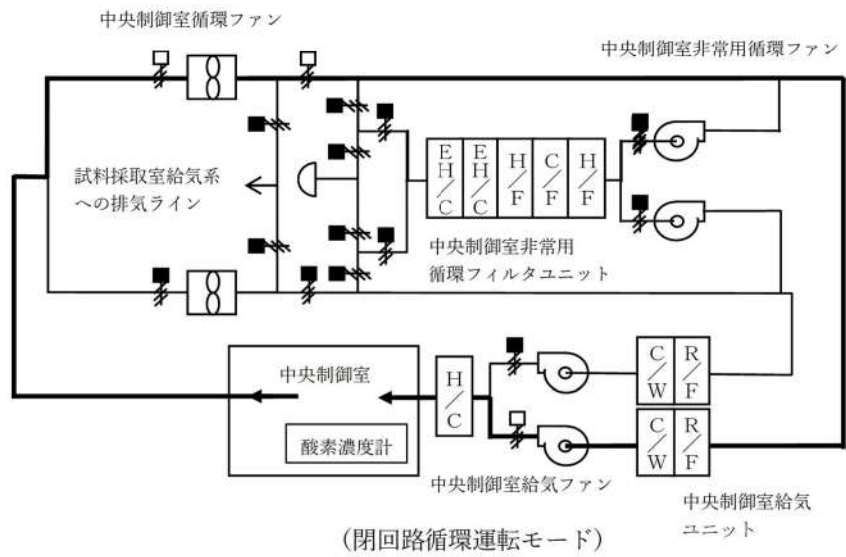 中央制御室循環ファン
中央制御室非常用循環ファン
試料採取室給気系
への排気ライン
EH/C
EH/C
H/F
C/F
H/F
中央制御室非常用
循環フィルタユニット
中央制御室
酸素濃度計
H/C
C/W
R/F
C/W
R/F
中央制御室給気ファン
中央制御室給気
ユニット
（閉回路循環運転モード）